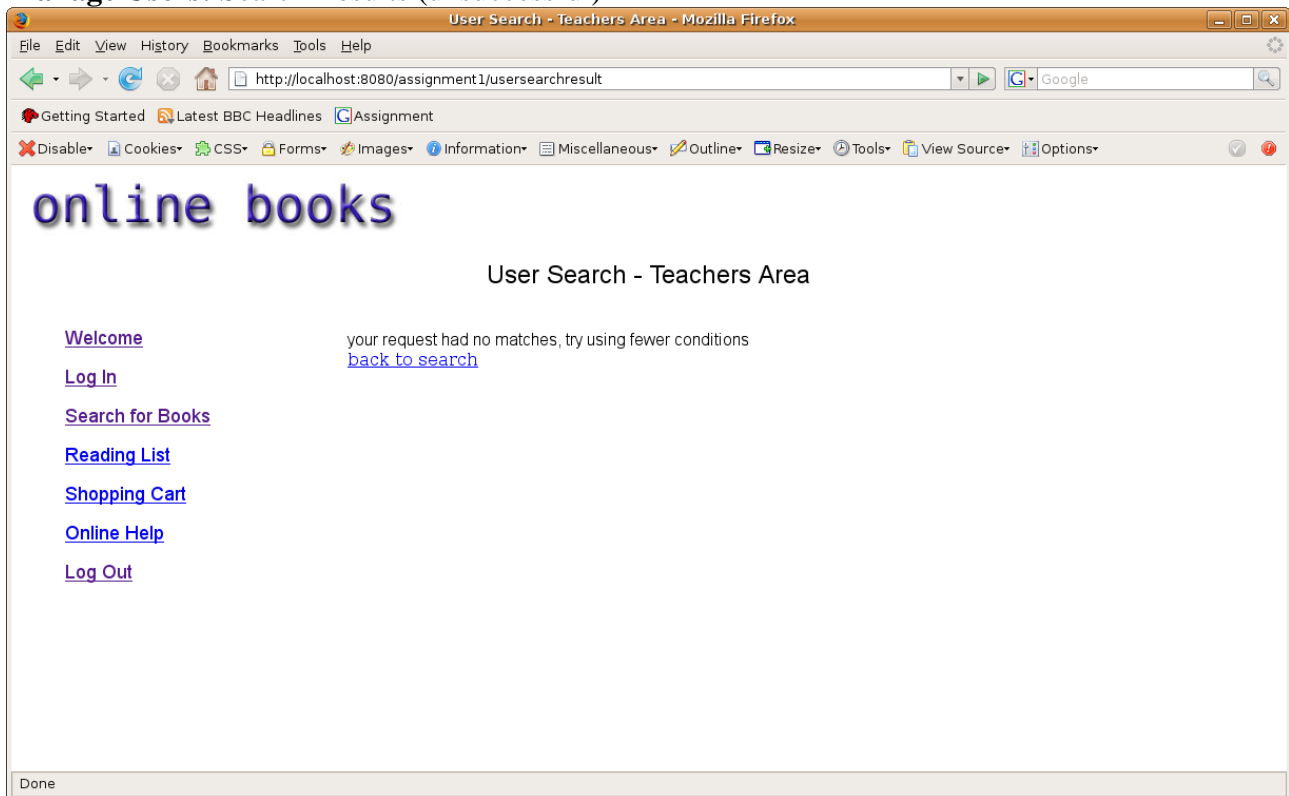 User Search - Teachers Area - Mozilla Firefox
File Edit View History Bookmarks Tools Help
http://localhost:8080/assignment1/usersearchresult G Google
Getting Started Latest BBC Headlines GAssignment
Disable Cookies CSS Forms Images Information Miscellaneous Outline Resize Tools View Source Options
online books
User Search - Teachers Area
Welcome
your request had no matches, try using fewer conditions
back to search
Log In
Search for Books
Reading List
Shopping Cart
Online Help
Log Out
Done